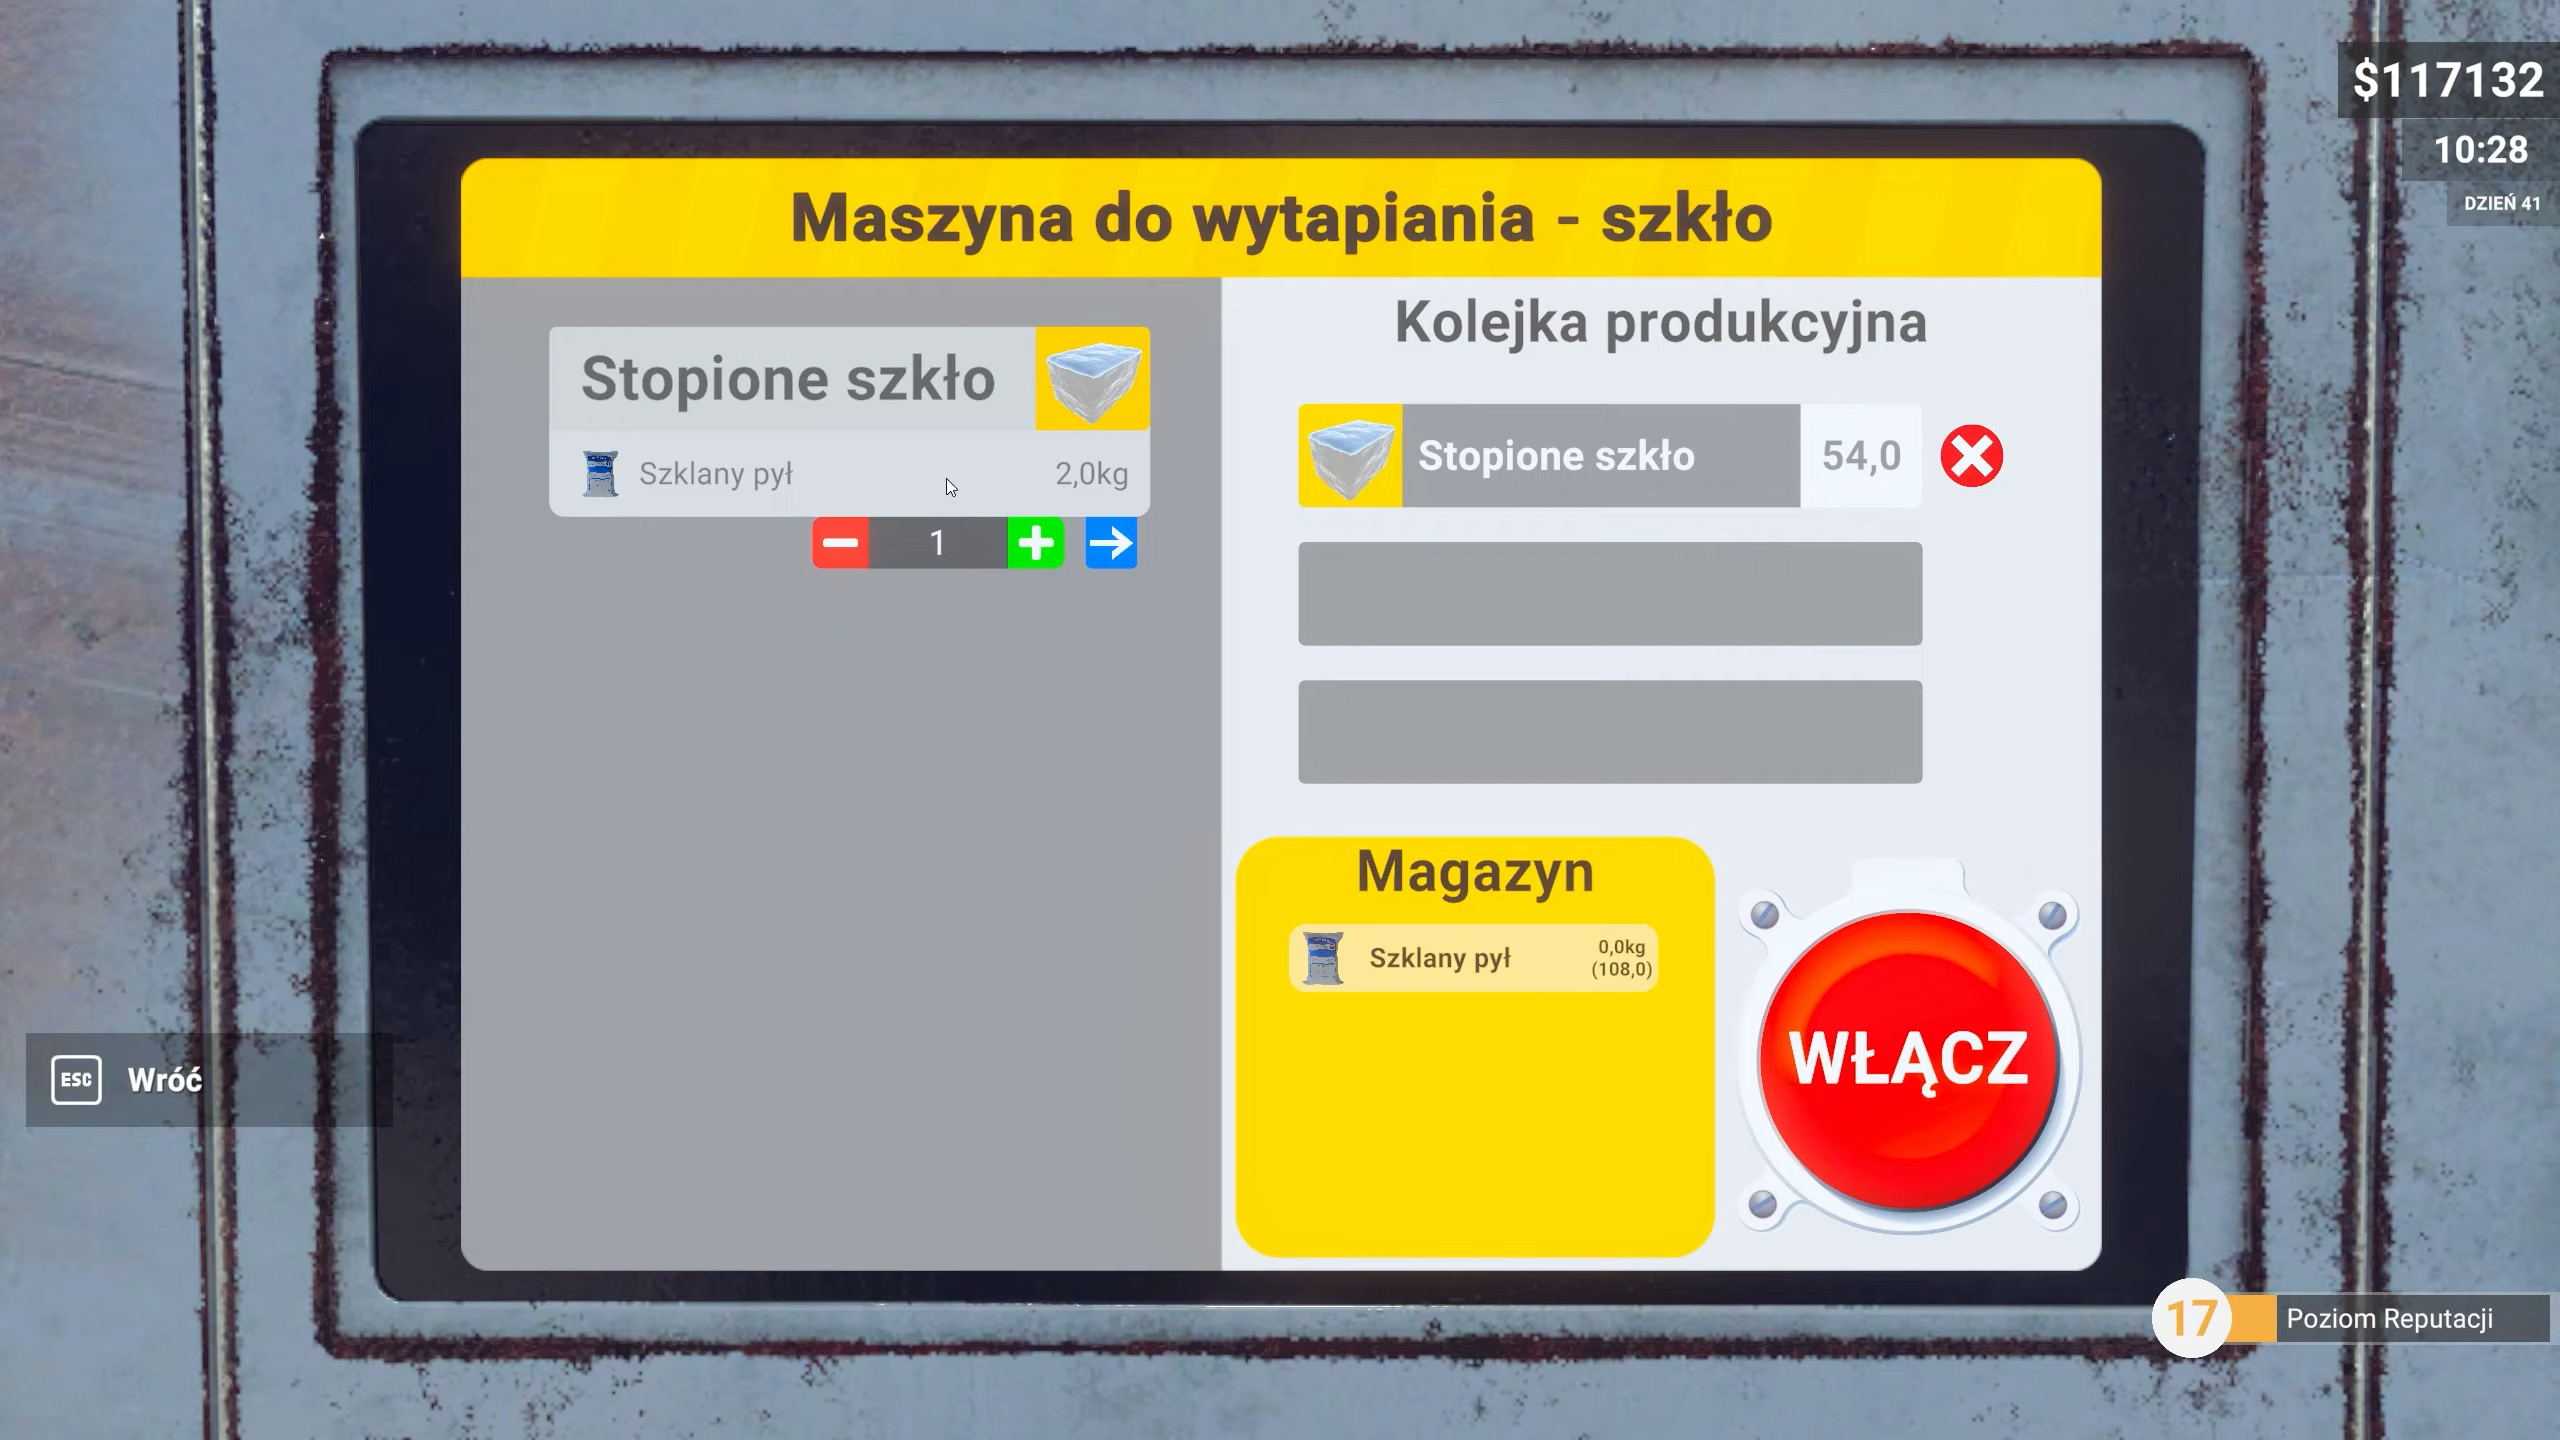 $117132
10:28
DZIEŃ 41
Maszyna do wytapiania - szkło
Stopione szkło
Szklany pył 2,0kg
1
Kolejka produkcyjna
Stopione szkło 54,0
Magazyn
Szklany pył 0,0kg
(108,0)
WŁĄCZ
ESC Wróć
17 Poziom Reputacji